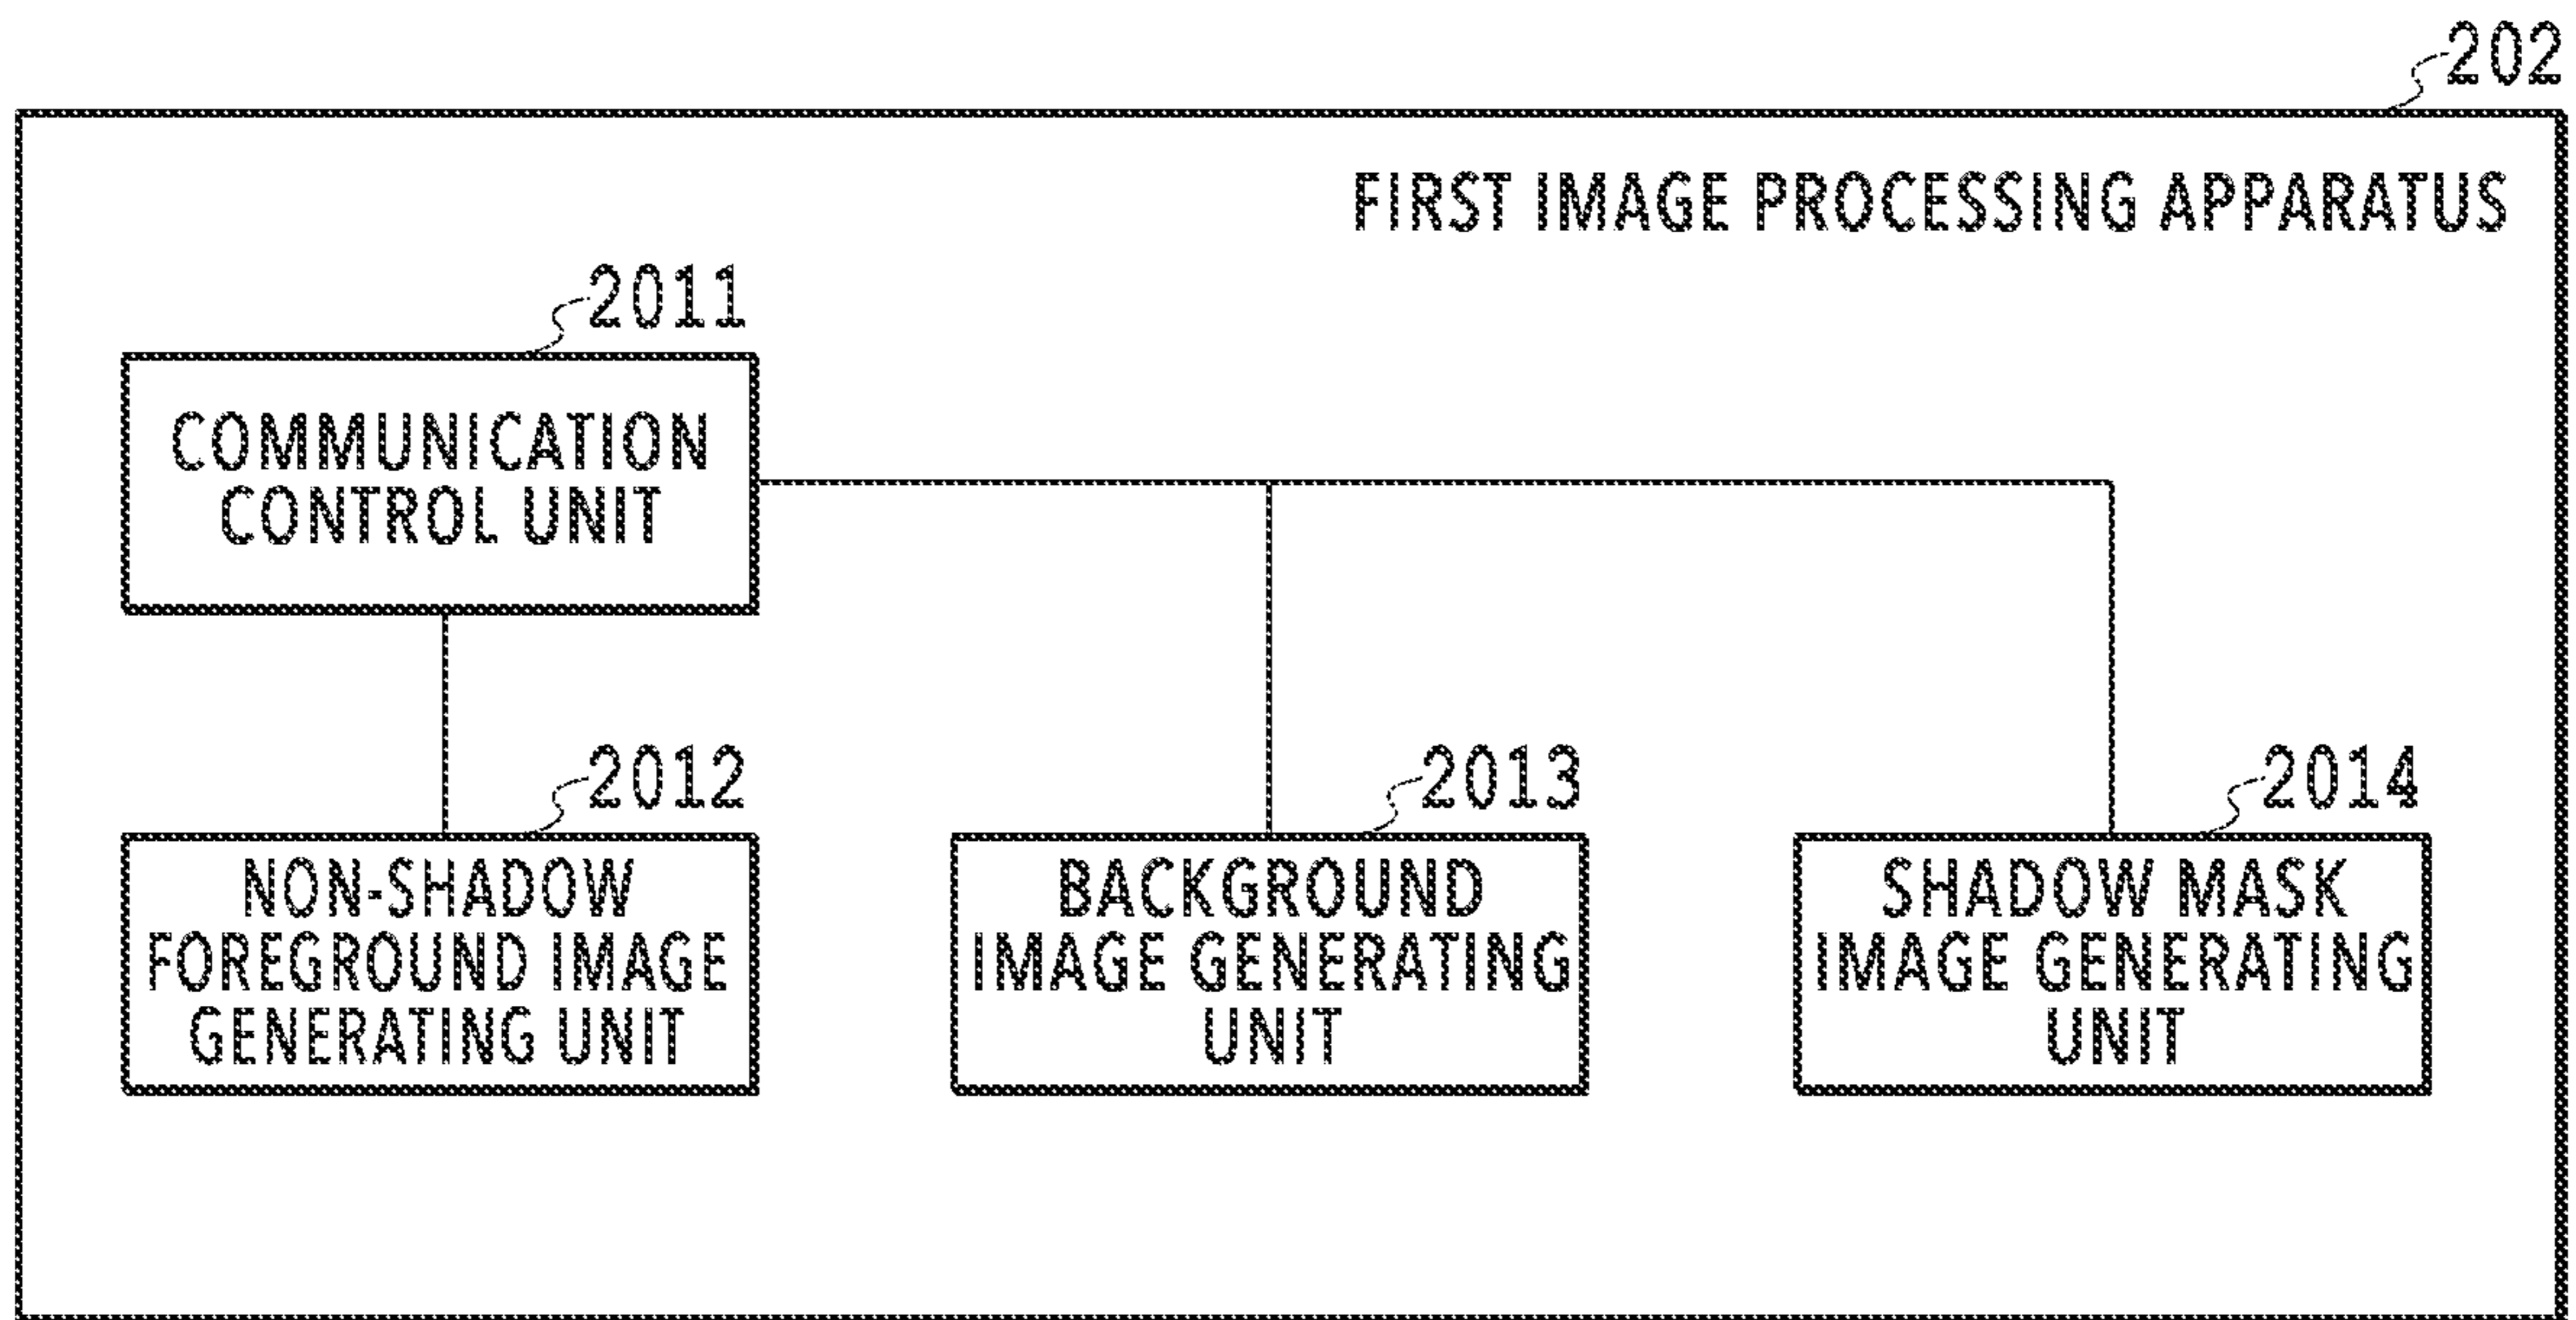 202
FIRST IMAGE PROCESSING APPARATUS
2011
COMMUNICATION
CONTROL UNIT
2012
NON-SHADOW
FOREGROUND IMAGE
GENERATING UNIT
2013
BACKGROUND
IMAGE GENERATING
UNIT
2014
SHADOW MASK
IMAGE GENERATING
UNIT